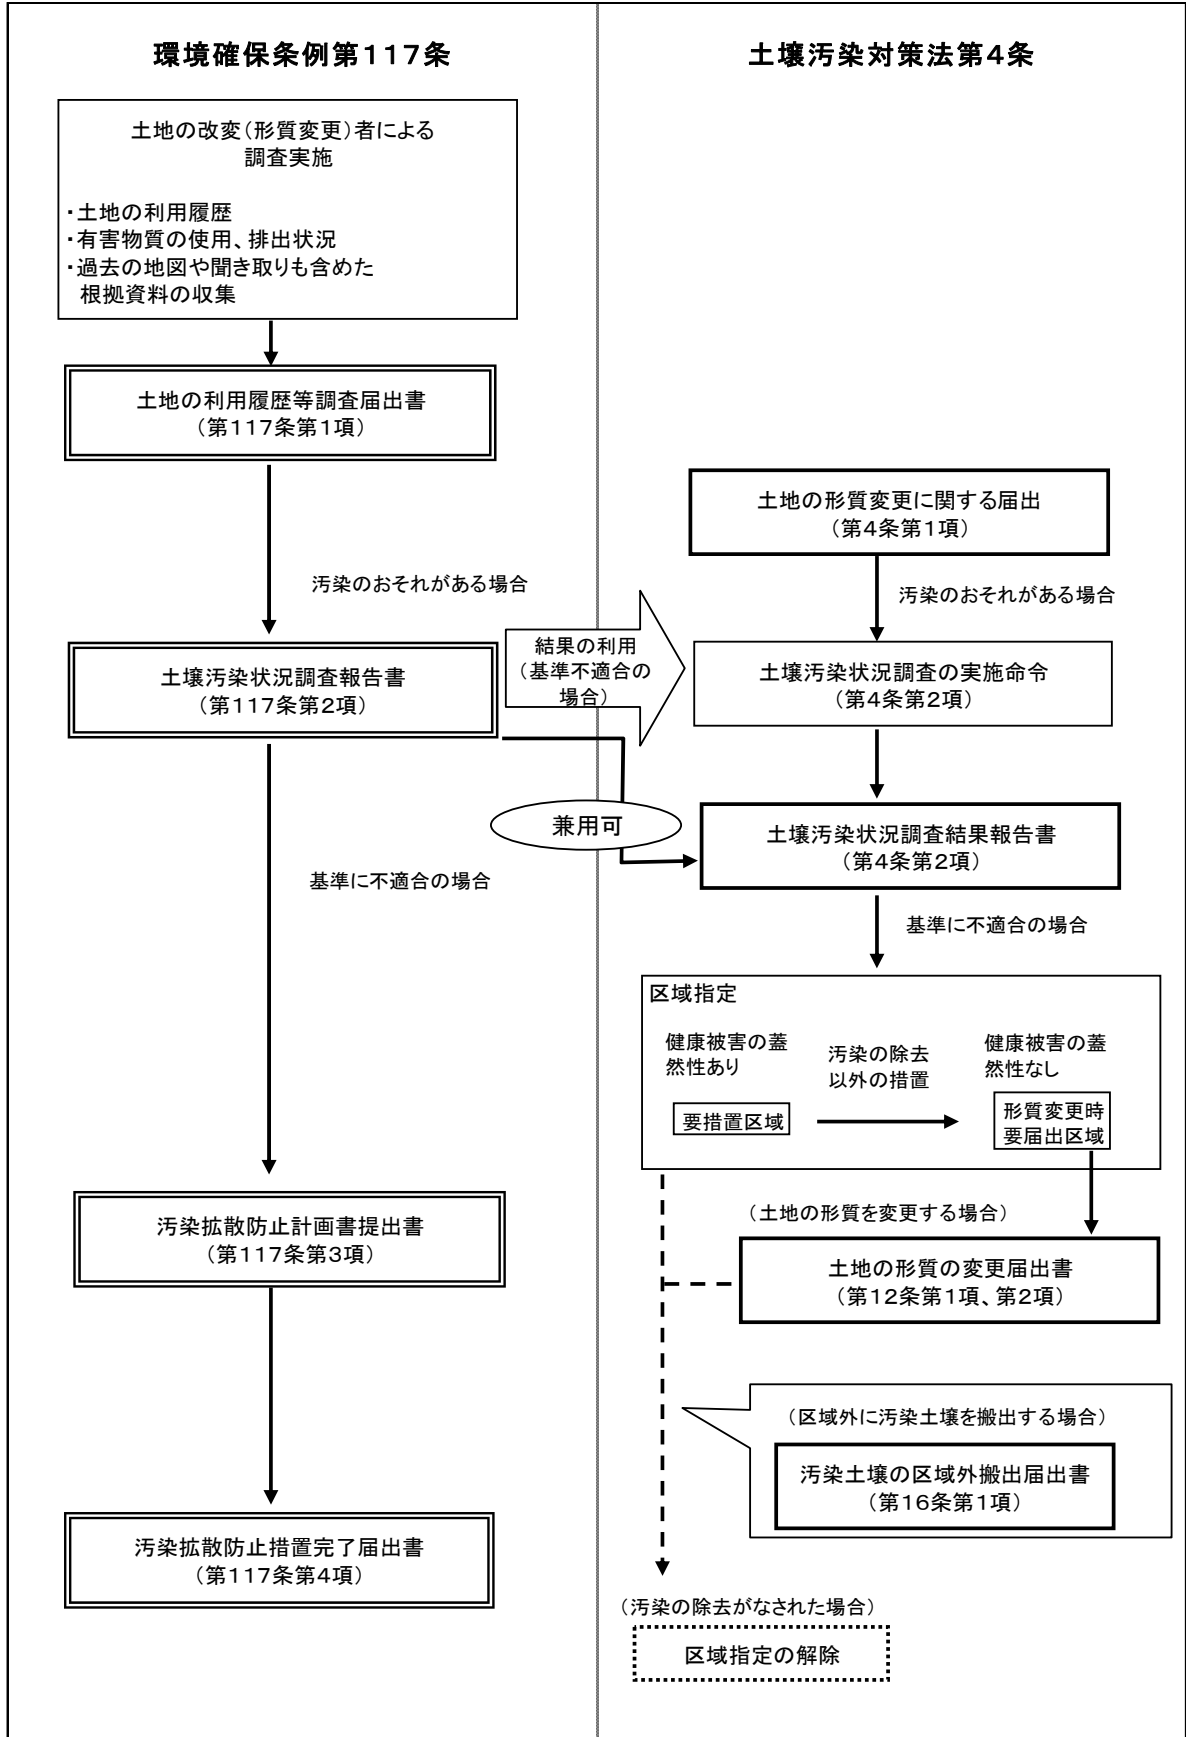 環境確保条例第117条
土地の改変(形質変更)者による
調査実施
・土地の利用履歴
・有害物質の使用、排出状況
・過去の地図や聞き取りも含めた
根拠資料の収集
土地の利用履歴等調査届出書
(第117条第1項)
汚染のおそれがある場合
土壌汚染状況調査報告書
(第117条第2項)
結果の利用
(基準不適合の
場合)
兼用可
基準に不適合の場合
汚染拡散防止計画書提出書
(第117条第3項)
汚染拡散防止措置完了届出書
(第117条第4項)
土壌汚染対策法第4条
土地の形質変更に関する届出
(第4条第1項)
汚染のおそれがある場合
土壌汚染状況調査の実施命令
(第4条第2項)
土壌汚染状況調査結果報告書
(第4条第2項)
基準に不適合の場合
区域指定
健康被害の蓋
然性あり
要措置区域
汚染の除去
以外の措置
健康被害の蓋
然性なし
形質変更時
要届出区域
(土地の形質を変更する場合)
土地の形質の変更届出書
(第12条第1項、第2項)
(区域外に汚染土壌を搬出する場合)
汚染土壌の区域外搬出届出書
(第16条第1項)
(汚染の除去がなされた場合)
区域指定の解除